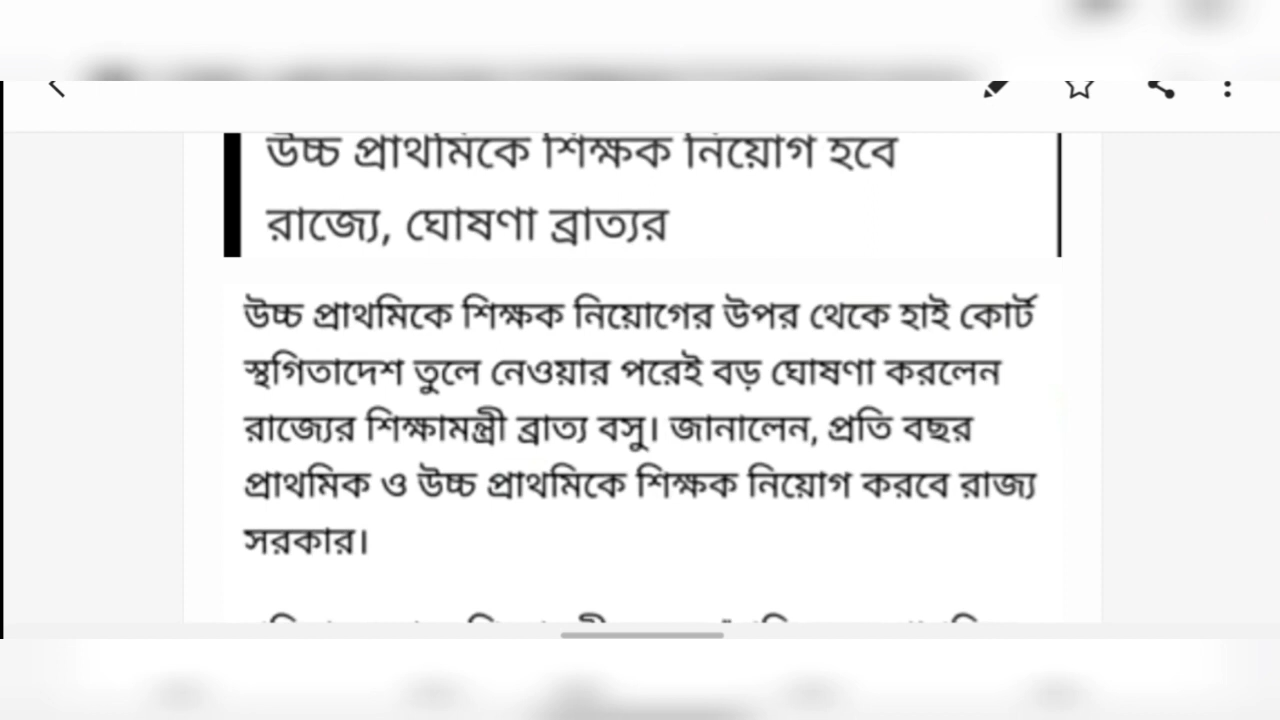 উচ্চ প্রাথমিকে শিক্ষক নিয়োগ হবে
রাজ্যে, ঘোষণা ব্রাত্যর
উচ্চ প্রাথমিকে শিক্ষক নিয়োগের উপর থেকে হাই কোর্ট
স্থগিতাদেশ তুলে নেওয়ার পরেই বড় ঘোষণা করলেন
রাজ্যের শিক্ষামন্ত্রী ব্রাত্য বসু। জানালেন, প্রতি বছর
প্রাথমিক ও উচ্চ প্রাথমিকে শিক্ষক নিয়োগ করবে রাজ্য
সরকার।